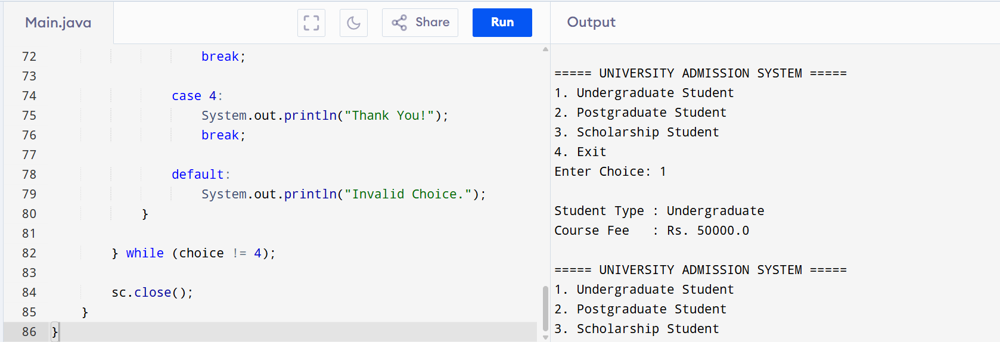 Main.java
Share
Run
Output
72 break;
73
74 case 4:
75 System.out.println("Thank You!");
76 break;
77
78 default:
79 System.out.println("Invalid Choice.");
80 }
81
82 } while (choice != 4);
83
84 sc.close();
85 }
86 }
===== UNIVERSITY ADMISSION SYSTEM =====
1. Undergraduate Student
2. Postgraduate Student
3. Scholarship Student
4. Exit
Enter Choice: 1
Student Type : Undergraduate
Course Fee   : Rs. 50000.0
===== UNIVERSITY ADMISSION SYSTEM =====
1. Undergraduate Student
2. Postgraduate Student
3. Scholarship Student